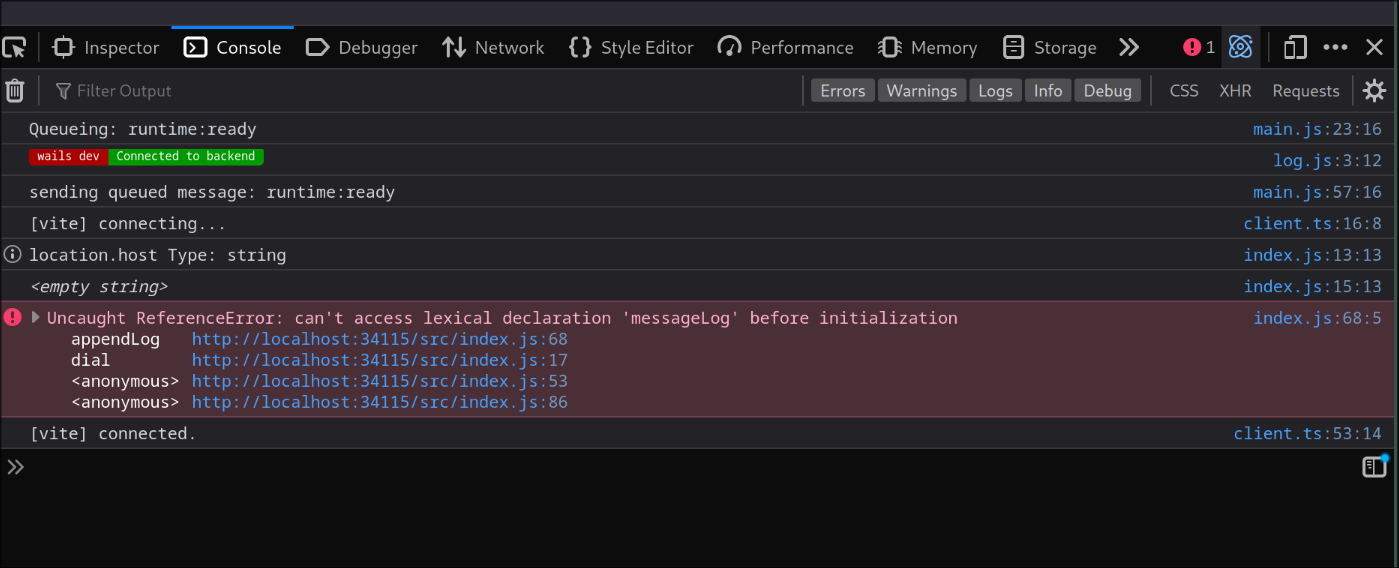 Inspector Console Debugger Network Style Editor Performance Memory Storage 1
Filter Output Errors Warnings Logs Info Debug CSS XHR Requests
Queueing: runtime:ready main.js:23:16
wails dev Connected to backend log.js:3:12
sending queued message: runtime:ready main.js:57:16
[vite] connecting... client.ts:16:8
location.host Type: string index.js:13:13
<empty string> index.js:15:13
Uncaught ReferenceError: can't access lexical declaration 'messageLog' before initialization index.js:68:5
appendLog http://localhost:34115/src/index.js:68
dial http://localhost:34115/src/index.js:17
<anonymous> http://localhost:34115/src/index.js:53
<anonymous> http://localhost:34115/src/index.js:86
[vite] connected. client.ts:53:14